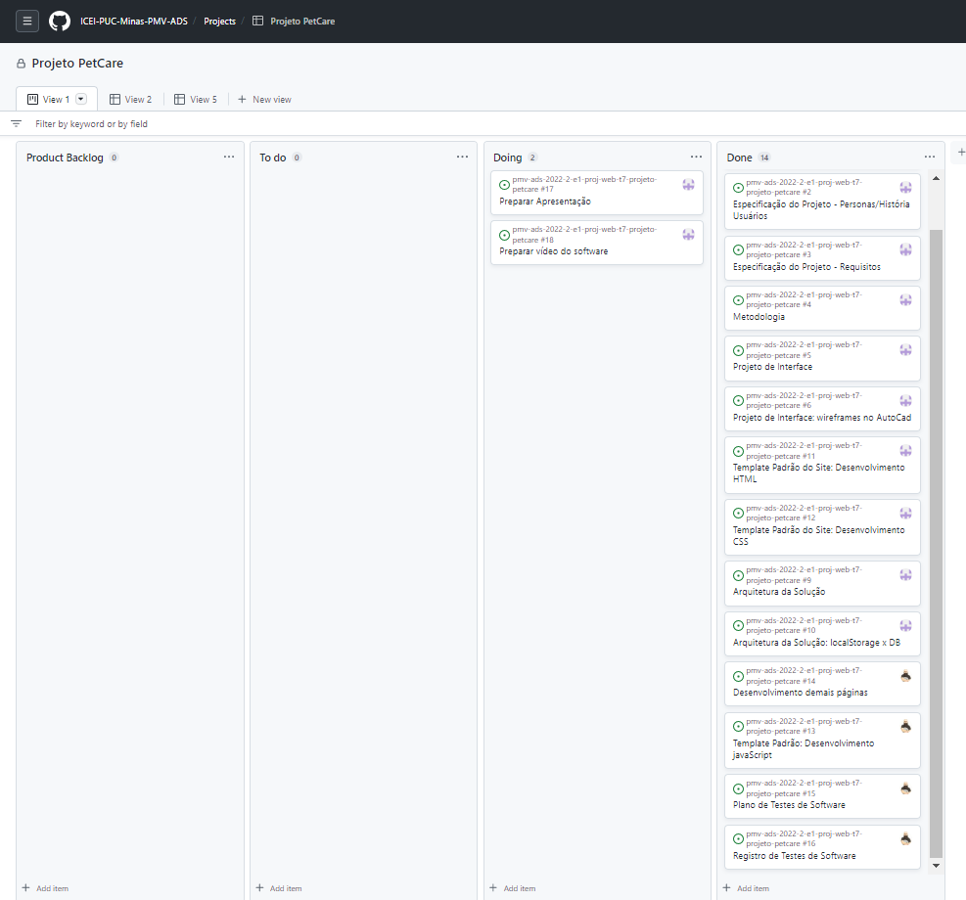 ICEI-PUC-Minas-PMV-ADS / Projects / Projeto PetCare
Projeto PetCare
View 1
View 2
View 5
+ New view
Filter by keyword or by field
Product Backlog 0
+ Add item
To do 0
+ Add item
Doing 2
pmv-ads-2022-2-e1-proj-web-t7-projeto-
petcare #17
Preparar Apresentação
pmv-ads-2022-2-e1-proj-web-t7-projeto-
petcare #18
Preparar vídeo do software
+ Add item
Done 14
pmv-ads-2022-2-e1-proj-web-t7-
projeto-petcare #2
Especificação do Projeto - Personas/História
Usuários
pmv-ads-2022-2-e1-proj-web-t7-
projeto-petcare #3
Especificação do Projeto - Requisitos
pmv-ads-2022-2-e1-proj-web-t7-
projeto-petcare #4
Metodologia
pmv-ads-2022-2-e1-proj-web-t7-
projeto-petcare #5
Projeto de Interface
pmv-ads-2022-2-e1-proj-web-t7-
projeto-petcare #6
Projeto de Interface: wireframes no AutoCad
pmv-ads-2022-2-e1-proj-web-t7-
projeto-petcare #11
Template Padrão do Site: Desenvolvimento
HTML
pmv-ads-2022-2-e1-proj-web-t7-
projeto-petcare #12
Template Padrão do Site: Desenvolvimento
CSS
pmv-ads-2022-2-e1-proj-web-t7-
projeto-petcare #9
Arquitetura da Solução
pmv-ads-2022-2-e1-proj-web-t7-
projeto-petcare #10
Arquitetura da Solução: localStorage x DB
pmv-ads-2022-2-e1-proj-web-t7-
projeto-petcare #14
Desenvolvimento demais páginas
pmv-ads-2022-2-e1-proj-web-t7-
projeto-petcare #13
Template Padrão: Desenvolvimento
javaScript
pmv-ads-2022-2-e1-proj-web-t7-
projeto-petcare #15
Plano de Testes de Software
pmv-ads-2022-2-e1-proj-web-t7-
projeto-petcare #16
Registro de Testes de Software
+ Add item
+